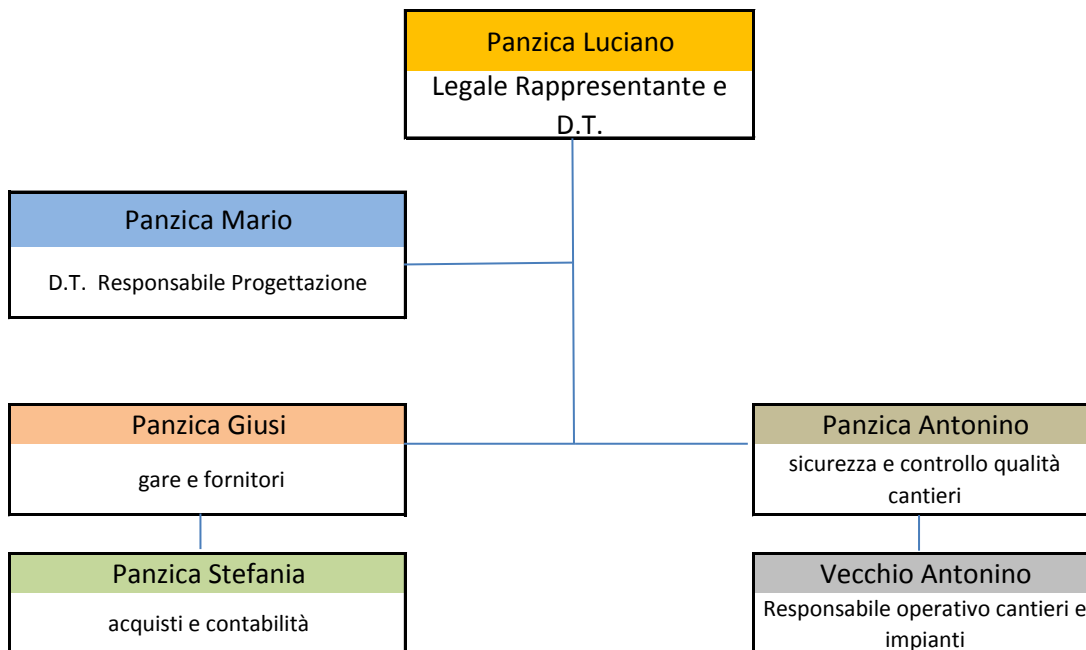 Panzica Luciano
Legale Rappresentante e
D.T.
Panzica Mario
D.T. Responsabile Progettazione
Panzica Giusi
gare e fornitori
Panzica Antonino
sicurezza e controllo qualità
cantieri
Panzica Stefania
acquisti e contabilità
Vecchio Antonino
Responsabile operativo cantieri e
impianti